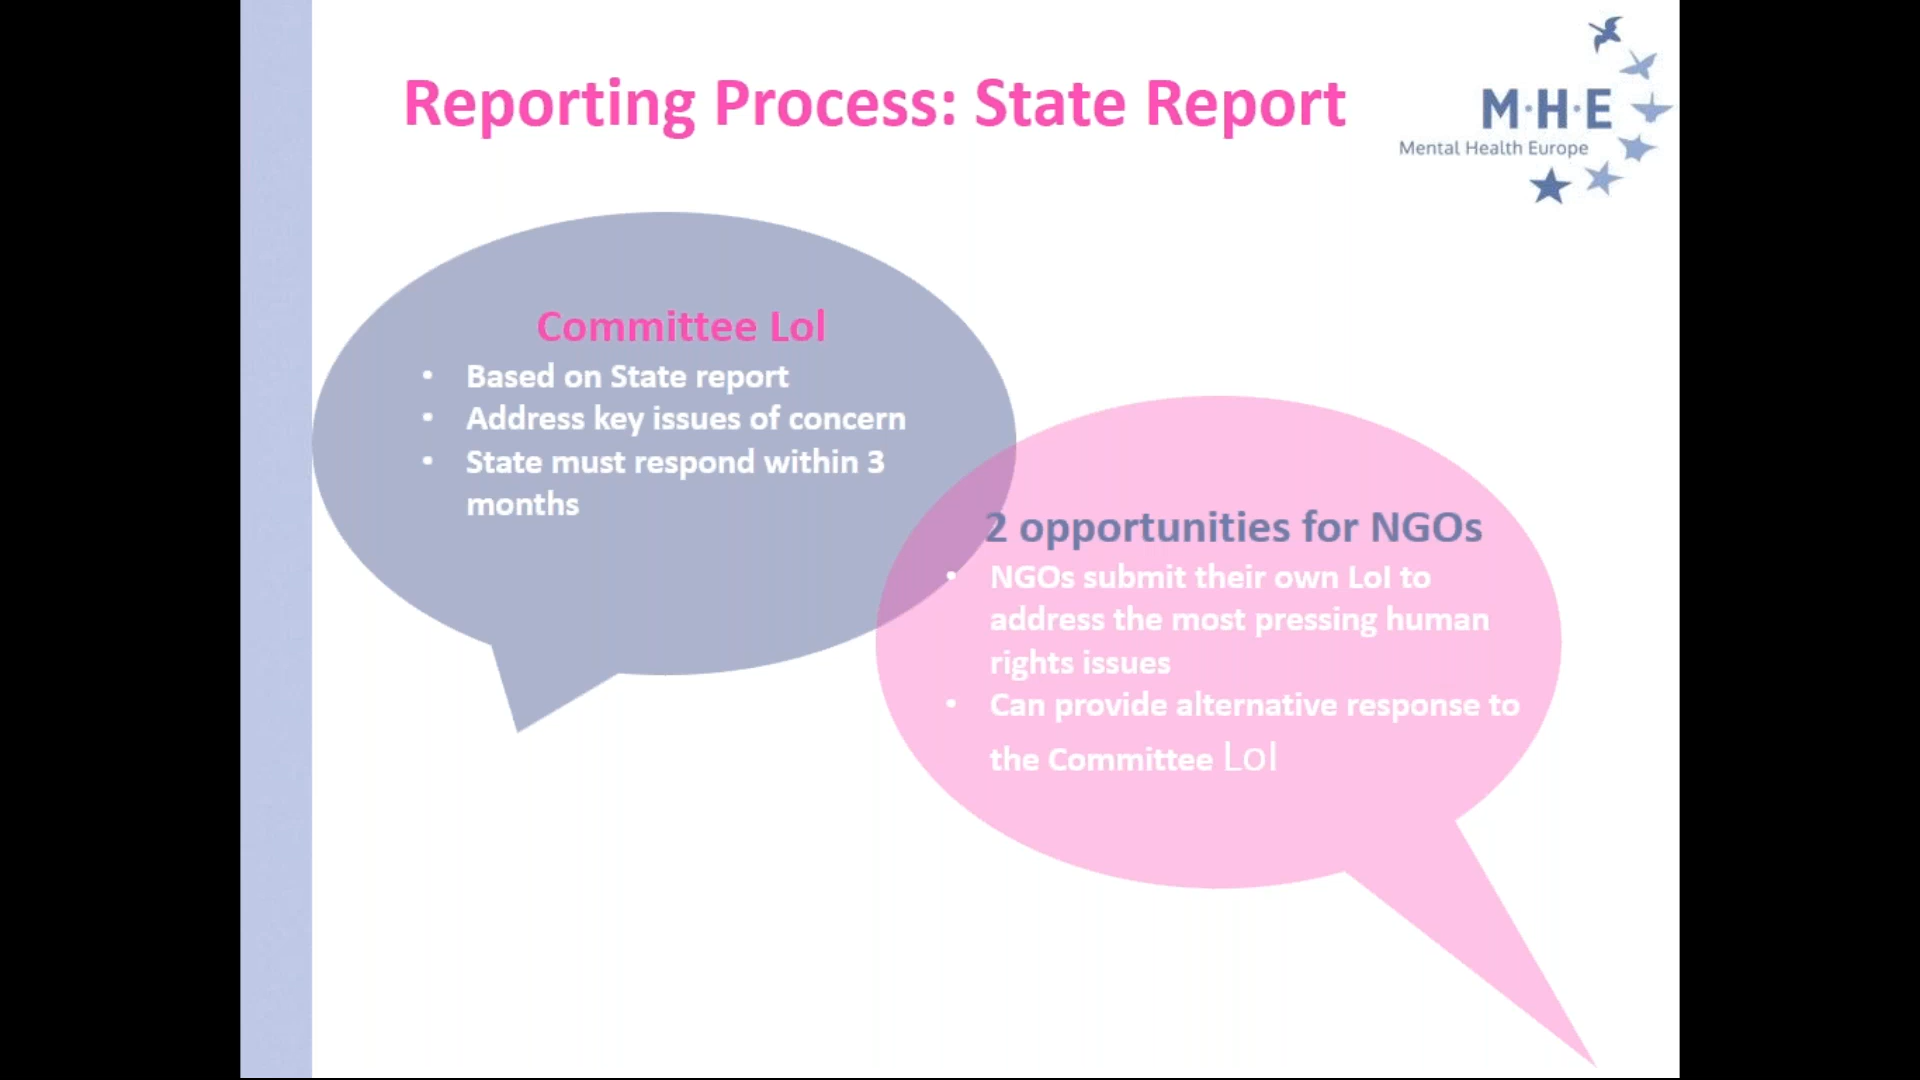 Reporting Process: State Report
M·H·E
Mental Health Europe
Committee LoI
• Based on State report
• Address key issues of concern
• State must respond within 3
months
2 opportunities for NGOs
• NGOs submit their own LoI to
address the most pressing human
rights issues
• Can provide alternative response to
the Committee LoI